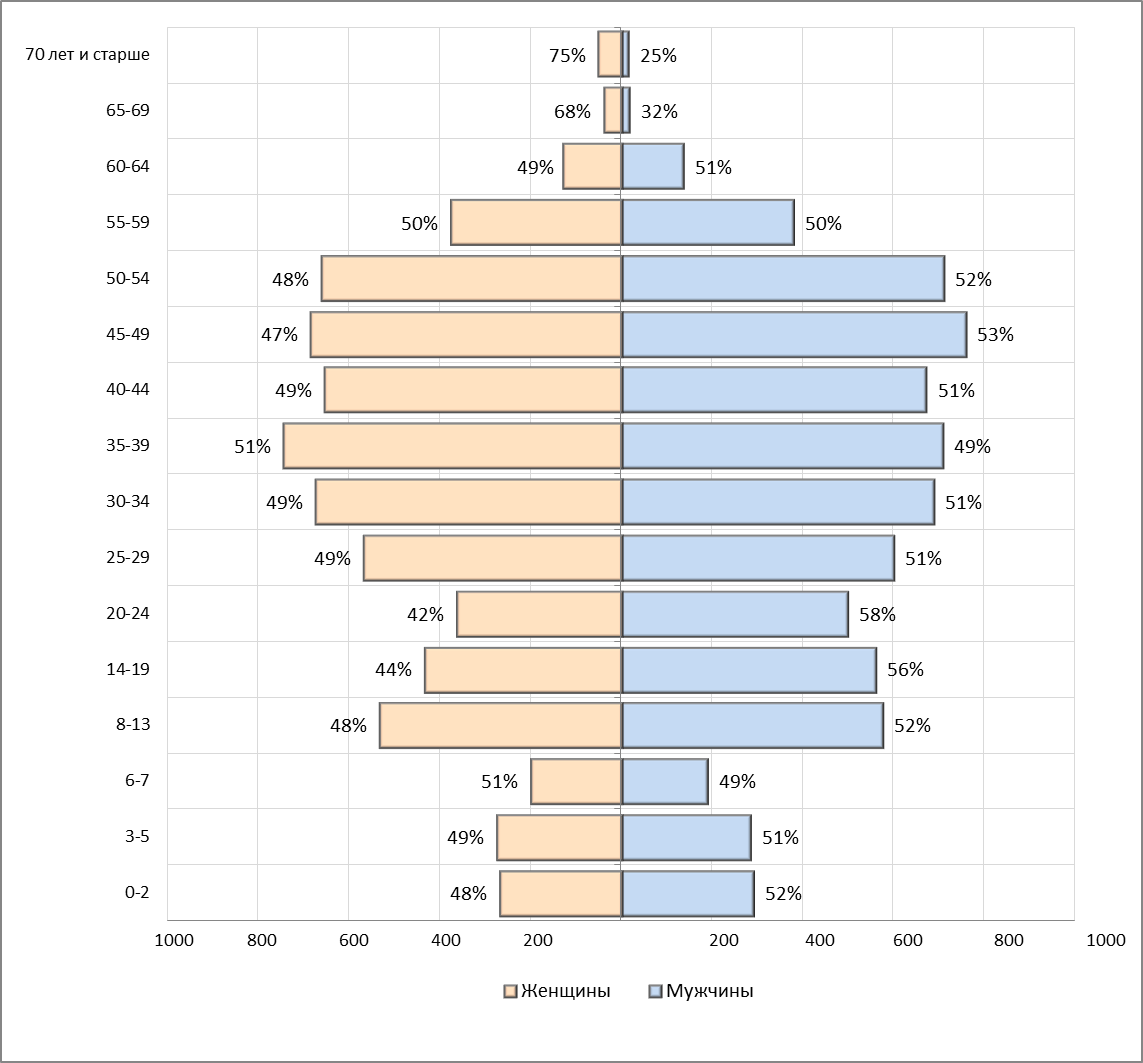 70 лет и старше 75% 25%
65-69 68% 32%
60-64 49% 51%
55-59 50% 50%
50-54 48% 52%
45-49 47% 53%
40-44 49% 51%
35-39 51% 49%
30-34 49% 51%
25-29 49% 51%
20-24 42% 58%
14-19 44% 56%
8-13 48% 52%
6-7 51% 49%
3-5 49% 51%
0-2 48% 52%
1000 800 600 400 200 200 400 600 800 1000
Женщины Мужчины